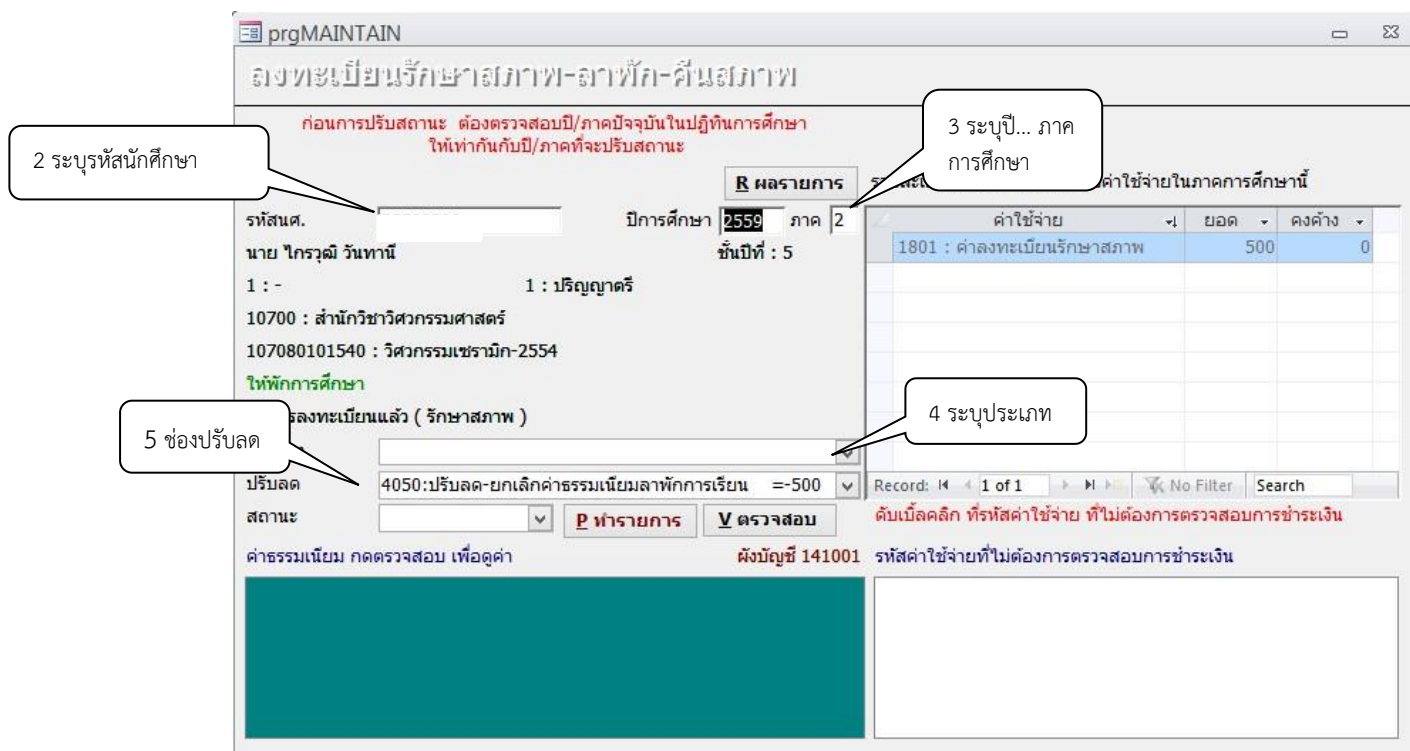 prgMAINTAIN
ลงทะเบียนรักษาสภาพ-ลาพัก-คืนสภาพ
ก่อนการปรับสถานะ ต้องตรวจสอบปี/ภาคปัจจุบันในปฏิทินการศึกษา
ให้เท่ากันกับปี/ภาคที่จะปรับสถานะ
2 ระบุรหัสนักศึกษา
3 ระบุปี... ภาค
การศึกษา
R ผลรายการ
ค่าใช้จ่ายในภาคการศึกษานี้
รหัสนศ.
ปีการศึกษา 2559 ภาค 2
ค่าใช้จ่าย ยอด คงค้าง
1801 : ค่าลงทะเบียนรักษาสภาพ 500 0
นาย ไกรวุฒิ วันทานี ชั้นปีที่ : 5
1 : - 1 : ปริญญาตรี
10700 : สำนักวิชาวิศวกรรมศาสตร์
107080101540 : วิศวกรรมเซรามิก-2554
ให้พักการศึกษา
ลงทะเบียนแล้ว ( รักษาสภาพ )
4 ระบุประเภท
5 ช่องปรับลด
ปรับลด 4050:ปรับลด-ยกเลิกค่าธรรมเนียมลาพักการเรียน =-500
Record: 1 of 1 No Filter Search
สถานะ P ทำรายการ V ตรวจสอบ
ดับเบิ้ลคลิก ที่รหัสค่าใช้จ่าย ที่ไม่ต้องการตรวจสอบการชำระเงิน
ค่าธรรมเนียม กดตรวจสอบ เพื่อดูค่า ผังบัญชี 141001
รหัสค่าใช้จ่ายที่ไม่ต้องการตรวจสอบการชำระเงิน